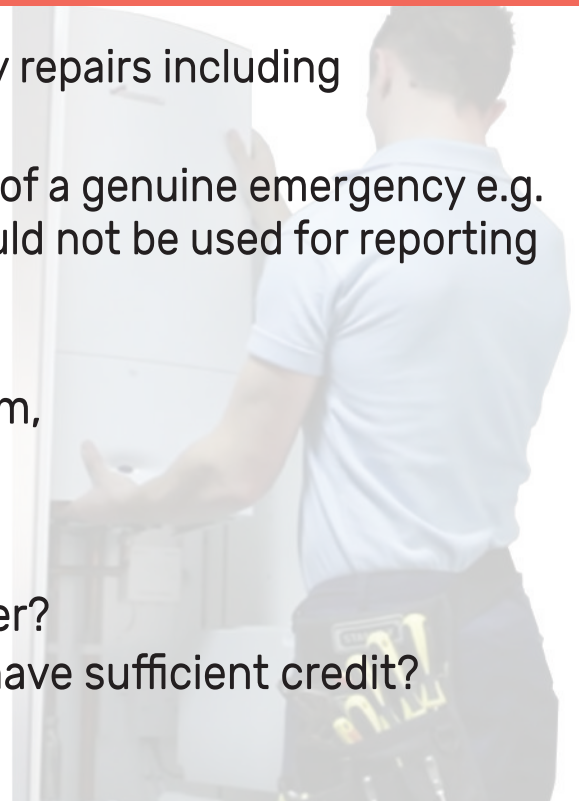 repairs including
of a genuine emergency e.g.
uld not be used for reporting
m,
er?
ave sufficient credit?